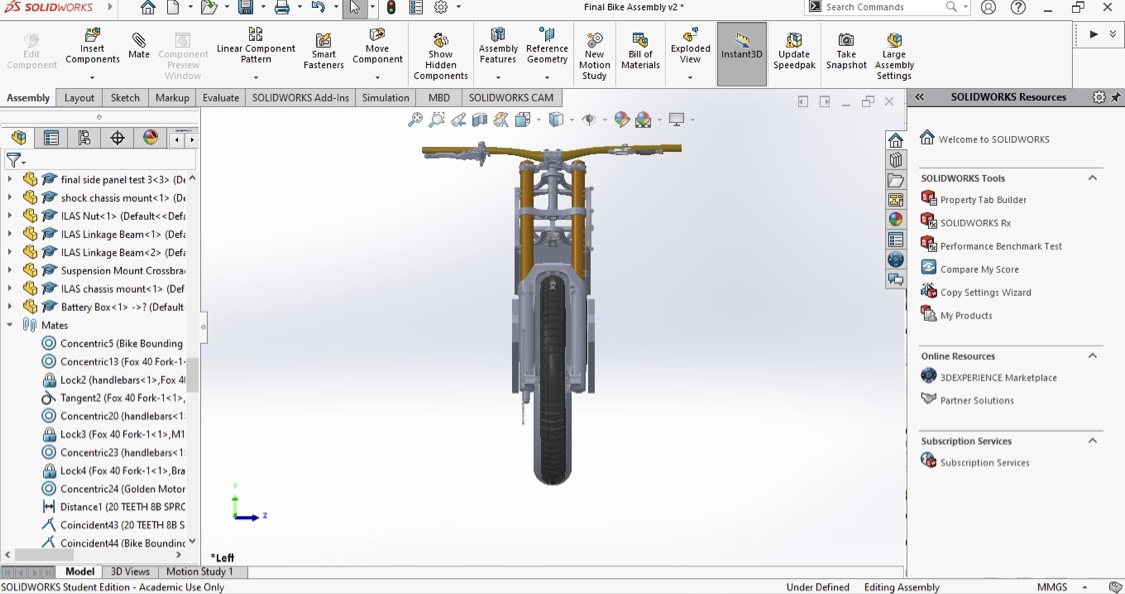 SOLIDWORKS
Final Bike Assembly v2 *
Search Commands
Edit Component
Insert Components
Mate
Component Preview Window
Linear Component Pattern
Smart Fasteners
Move Component
Show Hidden Components
Assembly Features
Reference Geometry
New Motion Study
Bill of Materials
Exploded View
Instant3D
Update Speedpak
Take Snapshot
Large Assembly Settings
Assembly
Layout
Sketch
Markup
Evaluate
SOLIDWORKS Add-Ins
Simulation
MBD
SOLIDWORKS CAM
final side panel test 3<3> (De
shock chassis mount<1> (De
ILAS Nut<1> (Default<<Defa
ILAS Linkage Beam<1> (Defa
ILAS Linkage Beam<2> (Defa
Suspension Mount Crossbra
ILAS chassis mount<1> (Def
Battery Box<1> ->? (Default
Mates
Concentric5 (Bike Bounding
Concentric13 (Fox 40 Fork-1<
Lock2 (handlebars<1>,Fox 40
Tangent2 (Fox 40 Fork-1<1>,
Concentric20 (handlebars<1>
Lock3 (Fox 40 Fork-1<1>,M1
Concentric23 (handlebars<1>
Lock4 (Fox 40 Fork-1<1>,Bra
Concentric24 (Golden Motor
Distance1 (20 TEETH 8B SPRO
Coincident43 (20 TEETH 8B S
Coincident44 (Bike Bounding
Y
Z
*Left
SOLIDWORKS Resources
Welcome to SOLIDWORKS
SOLIDWORKS Tools
Property Tab Builder
SOLIDWORKS Rx
Performance Benchmark Test
Compare My Score
Copy Settings Wizard
My Products
Online Resources
3DEXPERIENCE Marketplace
Partner Solutions
Subscription Services
Subscription Services
Model
3D Views
Motion Study 1
SOLIDWORKS Student Edition - Academic Use Only
Under Defined
Editing Assembly
MMGS